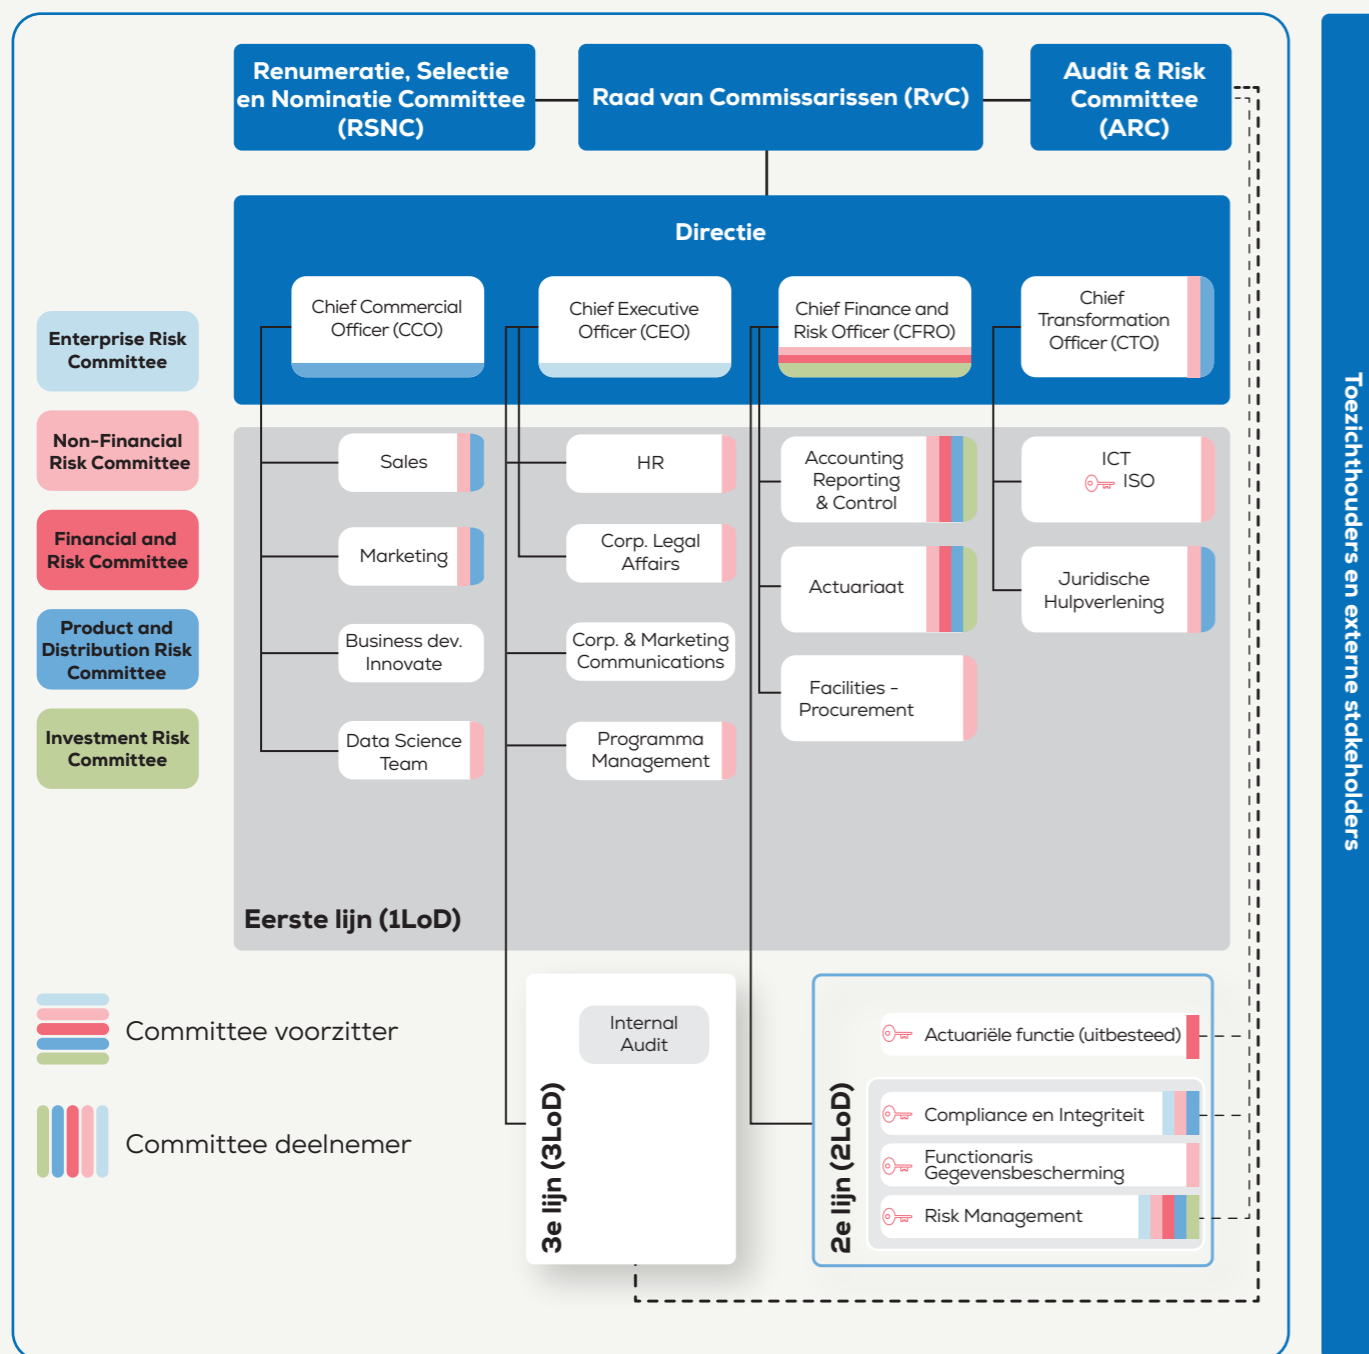 Renumeratie, Selectie
en Nominatie Committee
(RSNC)
Raad van Commissarissen (RvC)
Audit & Risk
Committee
(ARC)
Directie
Chief Commercial
Officer (CCO)
Chief Executive
Officer (CEO)
Chief Finance and
Risk Officer (CFRO)
Chief
Transformation
Officer (CTO)
Enterprise Risk
Committee
Non-Financial
Risk Committee
Financial and
Risk Committee
Product and
Distribution Risk
Committee
Investment Risk
Committee
Sales
Marketing
Business dev.
Innovate
Data Science
Team
HR
Corp. Legal
Affairs
Corp. & Marketing
Communications
Programma
Management
Accounting
Reporting
& Control
Actuariaat
Facilities -
Procurement
ICT
ISO
Juridische
Hulpverlening
Eerste lijn (1LoD)
Committee voorzitter
Committee deelnemer
3e lijn (3LoD)
Internal
Audit
2e lijn (2LoD)
Actuariële functie (uitbesteed)
Compliance en Integriteit
Functionaris
Gegevensbescherming
Risk Management
Toezichthouders en externe stakeholders